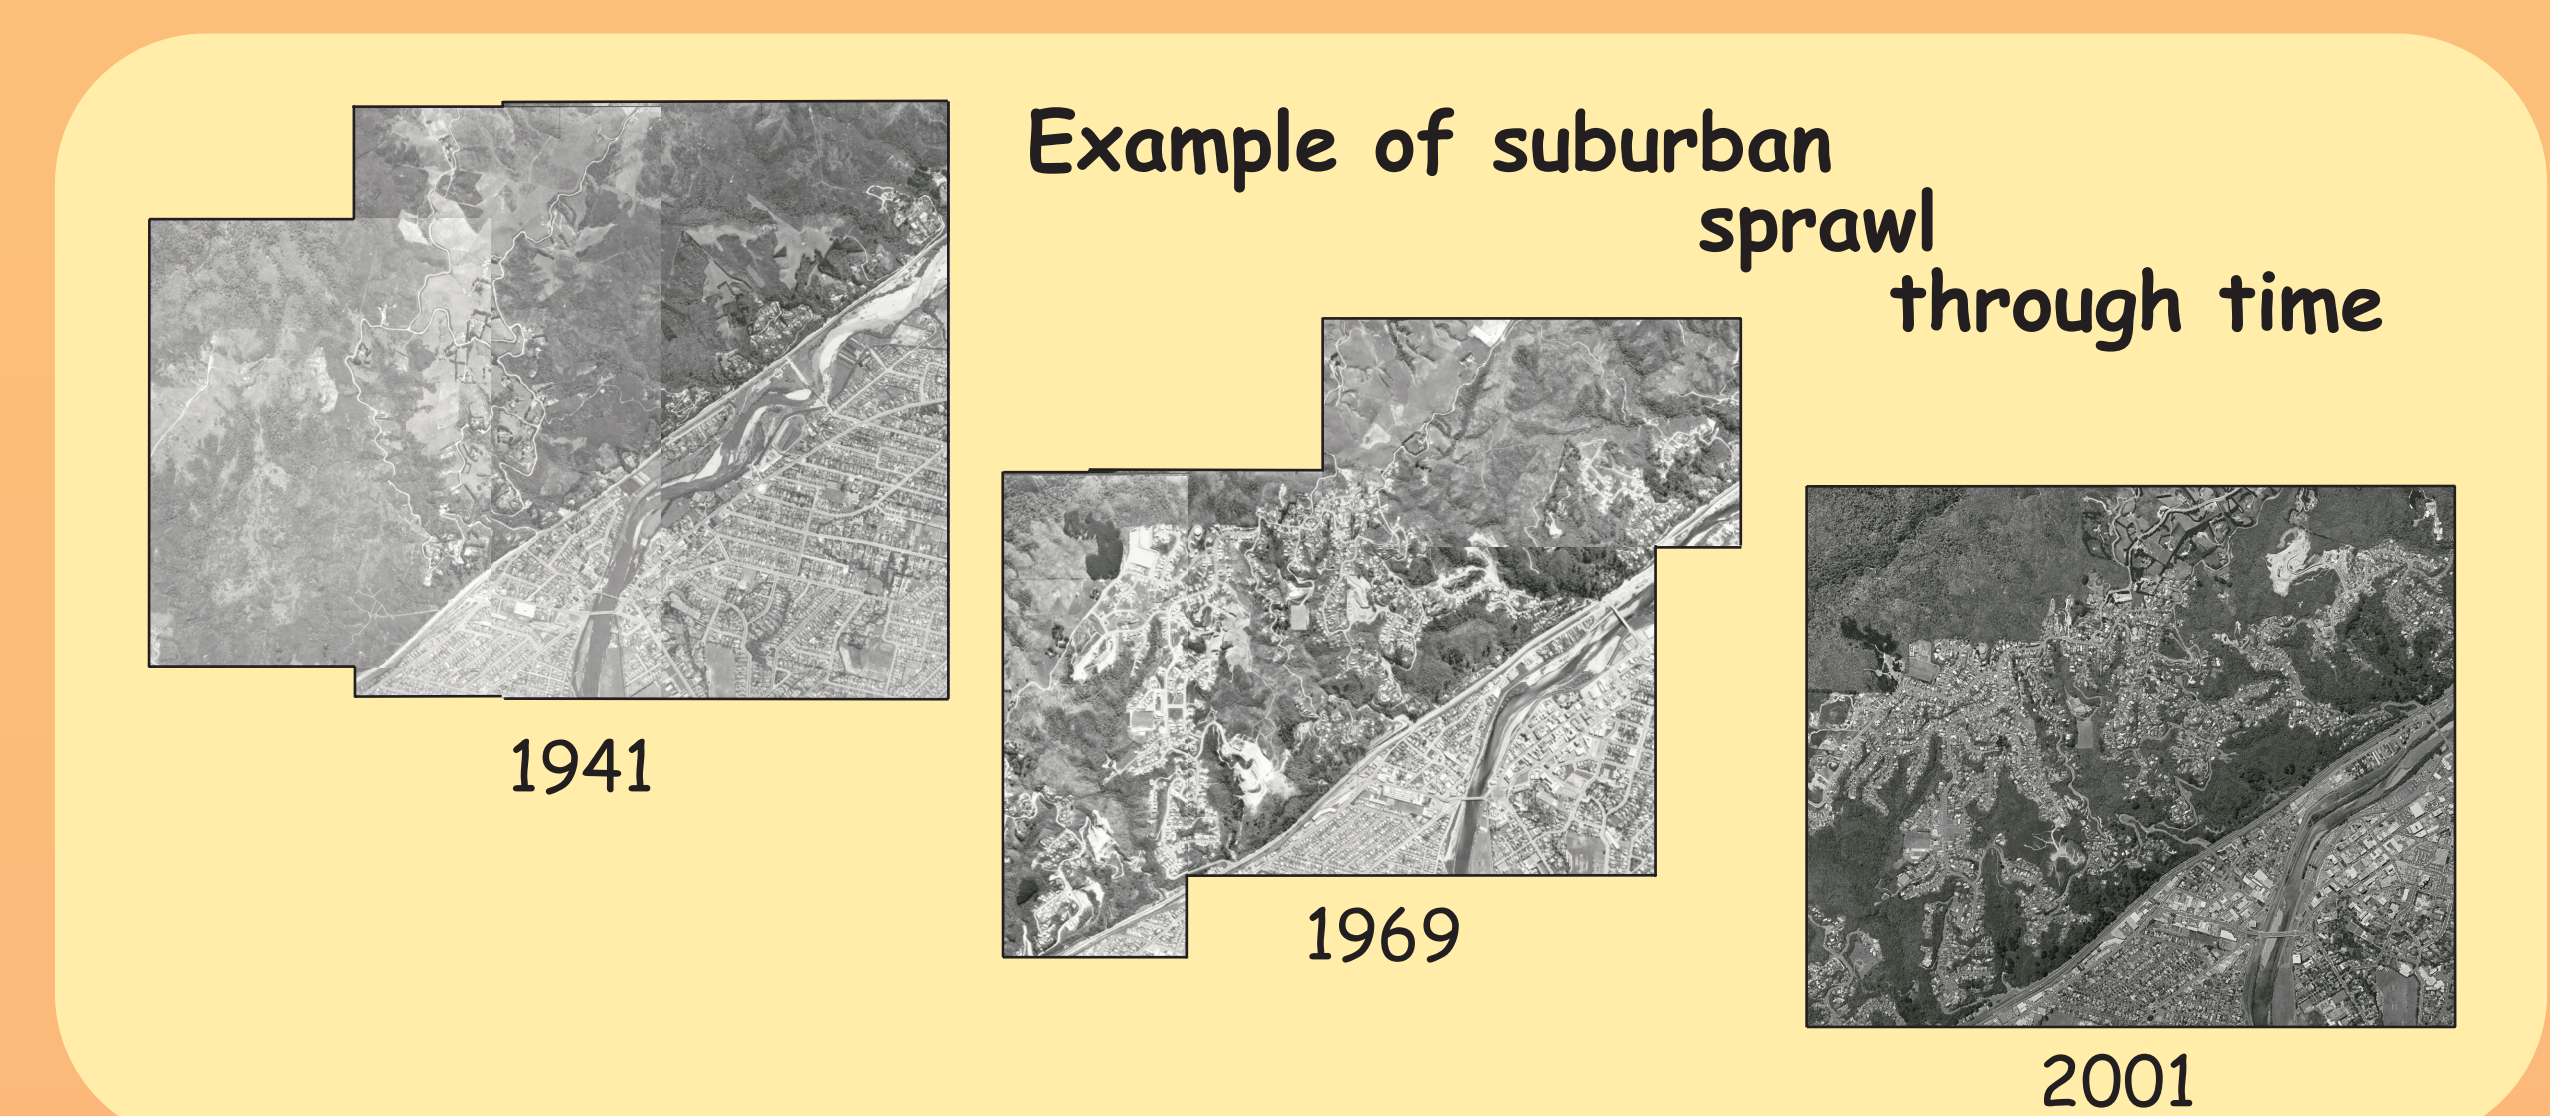 Example of suburban
sprawl
through time
1941
1969
2001